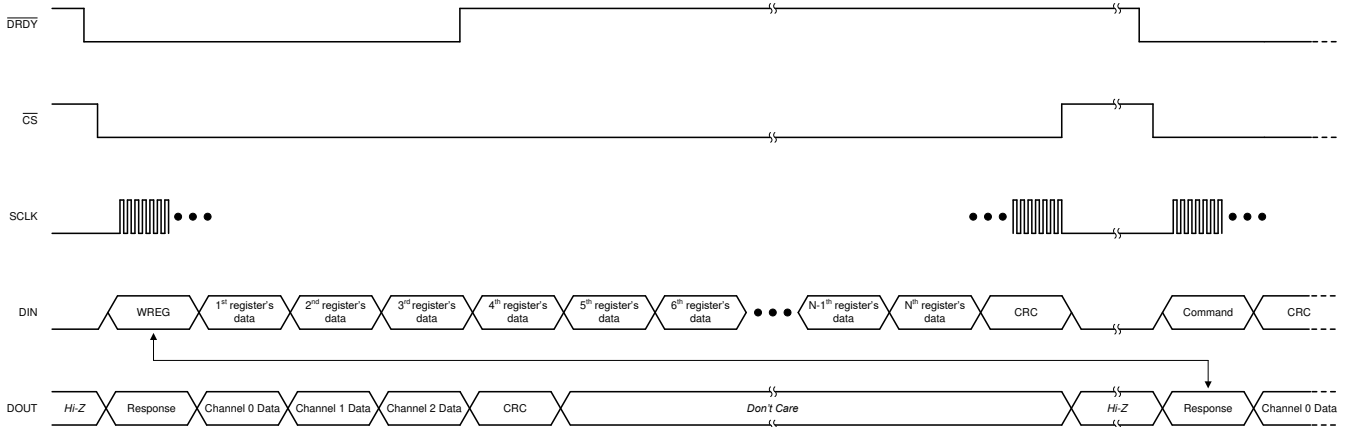 DRDY
CS
SCLK
DIN
WREG
1st register's
data
2nd register's
data
3rd register's
data
4th register's
data
5th register's
data
6th register's
data
N-1th register's
data
Nth register's
data
CRC
Command
CRC
DOUT
Hi-Z
Response
Channel 0 Data
Channel 1 Data
Channel 2 Data
CRC
Don't Care
Hi-Z
Response
Channel 0 Data